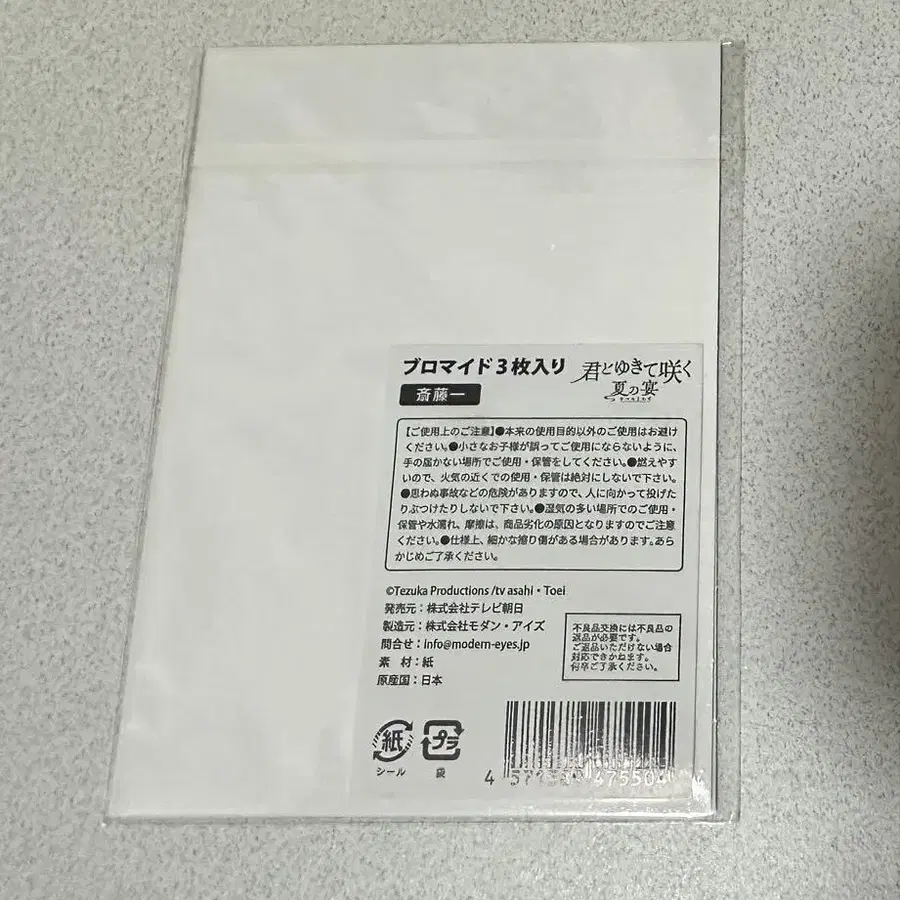 ブロマイド3枚入り
君とゆきて咲く
夏の宴
斎藤一
【ご使用上のご注意】●本来の使用目的以外のご使用はお避け
ください。●小さなお子様が誤ってご使用にならないように、
手の届かない場所でご使用・保管をしてください。●燃えやす
いので、火気の近くでの使用・保管は絶対にしないで下さい。
●思わぬ事故などの危険がありますので、人に向かって投げた
りぶつけたりしないで下さい。●湿気の多い場所でのご使用・
保管や水濡れ、摩擦は、商品劣化の原因となりますのでご注意
ください。●仕様上、細かな擦り傷がある場合があります。あら
かじめご了承ください。
©Tezuka Productions /tv asahi・Toei
発売元：株式会社テレビ朝日
製造元：株式会社モダン・アイズ
問合せ：info@modern-eyes.jp
素 材：紙
原産国：日本
不良品交換には不良品の
返品が必要です。
ご返品いただけない場合
対応できかねます。
何卒ご了承ください。
紙
シール
プラ
袋